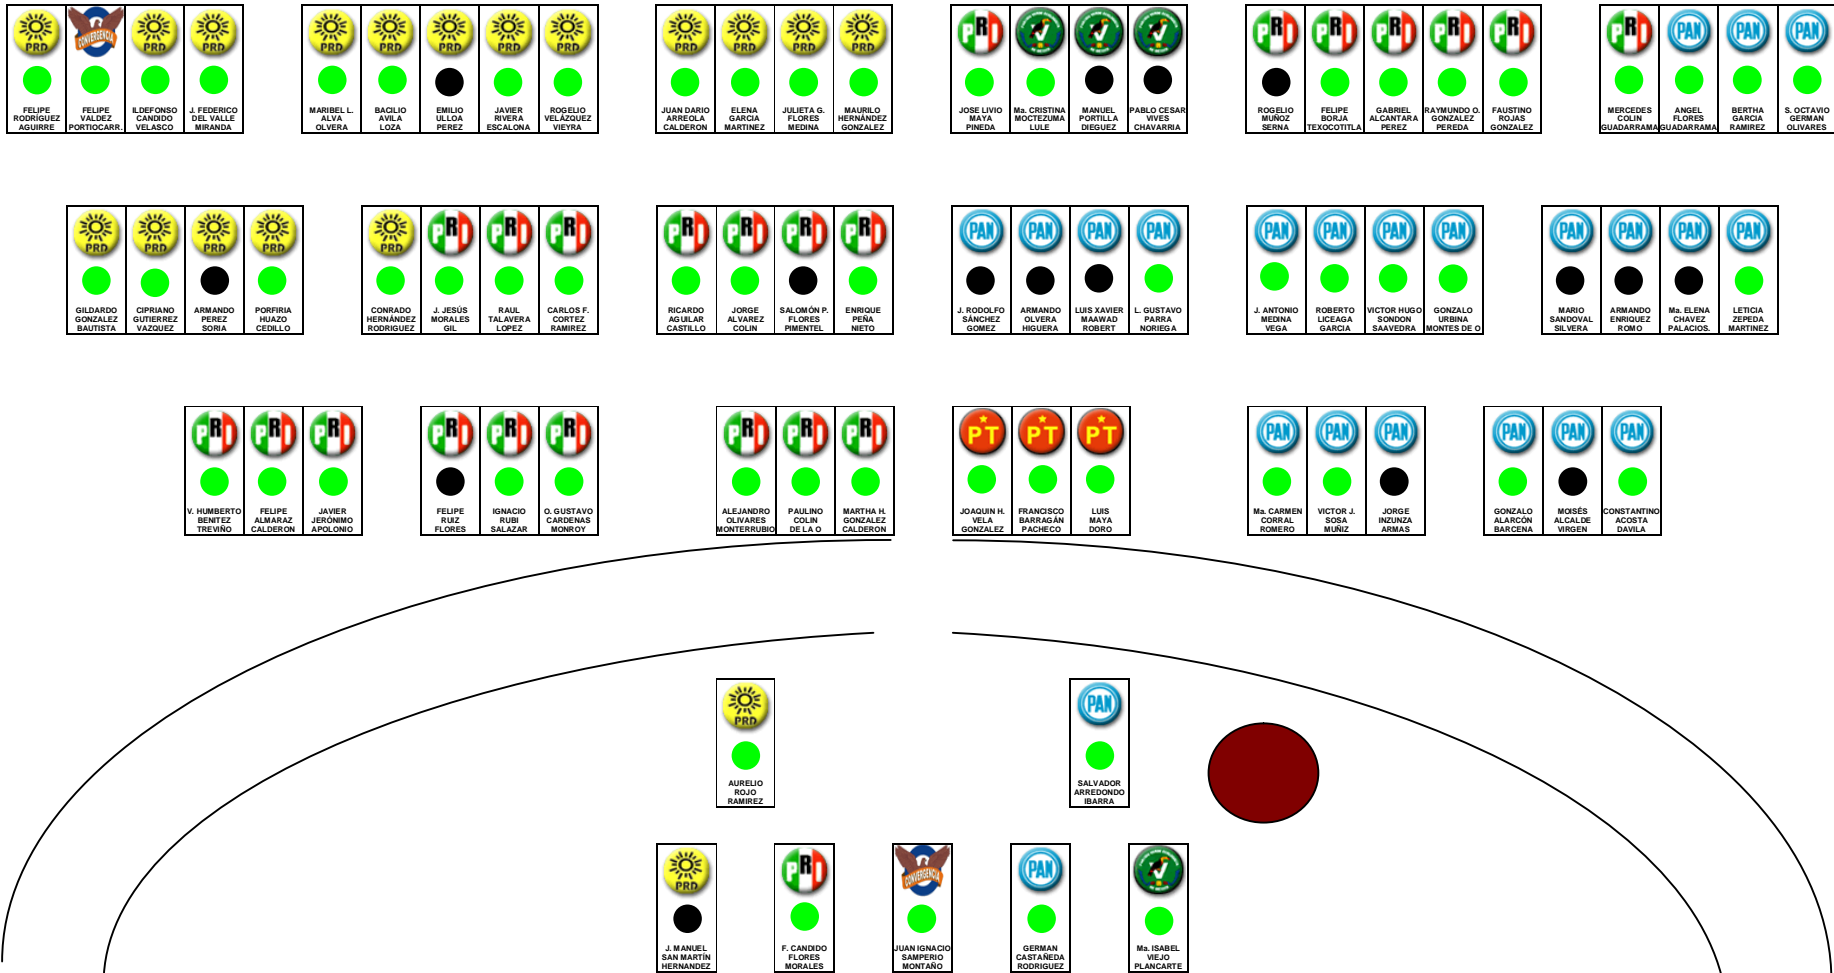 PRD CONVERGENCIA PRD PRD
FELIPE RODRÍGUEZ AGUIRRE
FELIPE VALDEZ PORTIOCARR.
ILDEFONSO CANDIDO VELASCO
J. FEDERICO DEL VALLE MIRANDA
PRD PRD PRD PRD PRD
MARIBEL L. ALVA OLVERA
BACILIO AVILA LOZA
EMILIO ULLOA PEREZ
JAVIER RIVERA ESCALONA
ROGELIO VELÁZQUEZ VIEYRA
PRD PRD PRD PRD
JUAN DARIO ARREOLA CALDERON
ELENA GARCIA MARTINEZ
JULIETA G. FLORES MEDINA
MAURILO HERNÁNDEZ GONZALEZ
PRI
JOSE LIVIO MAYA PINEDA
Ma. CRISTINA MOCTEZUMA LULE
MANUEL PORTILLA DIEGUEZ
PABLO CESAR VIVES CHAVARRIA
PRI PRI PRI PRI PRI
ROGELIO MUÑOZ SERNA
FELIPE BORJA TEXOCOTITLA
GABRIEL ALCANTARA PEREZ
RAYMUNDO O. GONZALEZ PEREDA
FAUSTINO ROJAS GONZALEZ
PRI PAN PAN PAN
MERCEDES COLIN GUADARRAMA
ANGEL FLORES GUADARRAMA
BERTHA GARCIA RAMIREZ
S. OCTAVIO GERMAN OLIVARES
PRD PRD PRD PRD
GILDARDO GONZALEZ BAUTISTA
CIPRIANO GUTIERREZ VAZQUEZ
ARMANDO PEREZ SORIA
PORFIRIA HUAZO CEDILLO
PRD PRI PRI PRI
CONRADO HERNÁNDEZ RODRIGUEZ
J. JESÚS MORALES GIL
RAUL TALAVERA LOPEZ
CARLOS F. CORTEZ RAMIREZ
PRI PRI PRI PRI
RICARDO AGUILAR CASTILLO
JORGE ALVAREZ COLIN
SALOMÓN P. FLORES PIMENTEL
ENRIQUE PEÑA NIETO
PAN PAN PAN PAN
J. RODOLFO SÁNCHEZ GOMEZ
ARMANDO OLVERA HIGUERA
LUIS XAVIER MAAWAD ROBERT
L. GUSTAVO PARRA NORIEGA
PAN PAN PAN PAN
J. ANTONIO MEDINA VEGA
ROBERTO LICEAGA GARCIA
VICTOR HUGO SONDON SAAVEDRA
GONZALO URBINA MONTES DE O
PAN PAN PAN PAN
MARIO SANDOVAL SILVERA
ARMANDO ENRIQUEZ ROMO
Ma. ELENA CHAVEZ PALACIOS.
LETICIA ZEPEDA MARTINEZ
PRI PRI PRI
V. HUMBERTO BENITEZ TREVIÑO
FELIPE ALMARAZ CALDERON
JAVIER JERÓNIMO APOLONIO
PRI PRI PRI
FELIPE RUIZ FLORES
IGNACIO RUBI SALAZAR
O. GUSTAVO CARDENAS MONROY
PRI PRI PRI
ALEJANDRO OLIVARES MONTERRUBIO
PAULINO COLIN DE LA O
MARTHA H. GONZALEZ CALDERON
PT PT PT
JOAQUIN H. VELA GONZALEZ
FRANCISCO BARRAGÁN PACHECO
LUIS MAYA DORO
PAN PAN PAN
Ma. CARMEN CORRAL ROMERO
VICTOR J. SOSA MUÑIZ
JORGE INZUNZA ARMAS
PAN PAN PAN
GONZALO ALARCÓN BARCENA
MOISÉS ALCALDE VIRGEN
CONSTANTINO ACOSTA DAVILA
PRD
AURELIO ROJO RAMIREZ
PAN
SALVADOR ARREDONDO IBARRA
PRD
J. MANUEL SAN MARTÍN HERNANDEZ
PRI
F. CANDIDO FLORES MORALES
CONVERGENCIA
JUAN IGNACIO SAMPERIO MONTAÑO
PAN
GERMAN CASTAÑEDA RODRIGUEZ
Ma. ISABEL VIEJO PLANCARTE